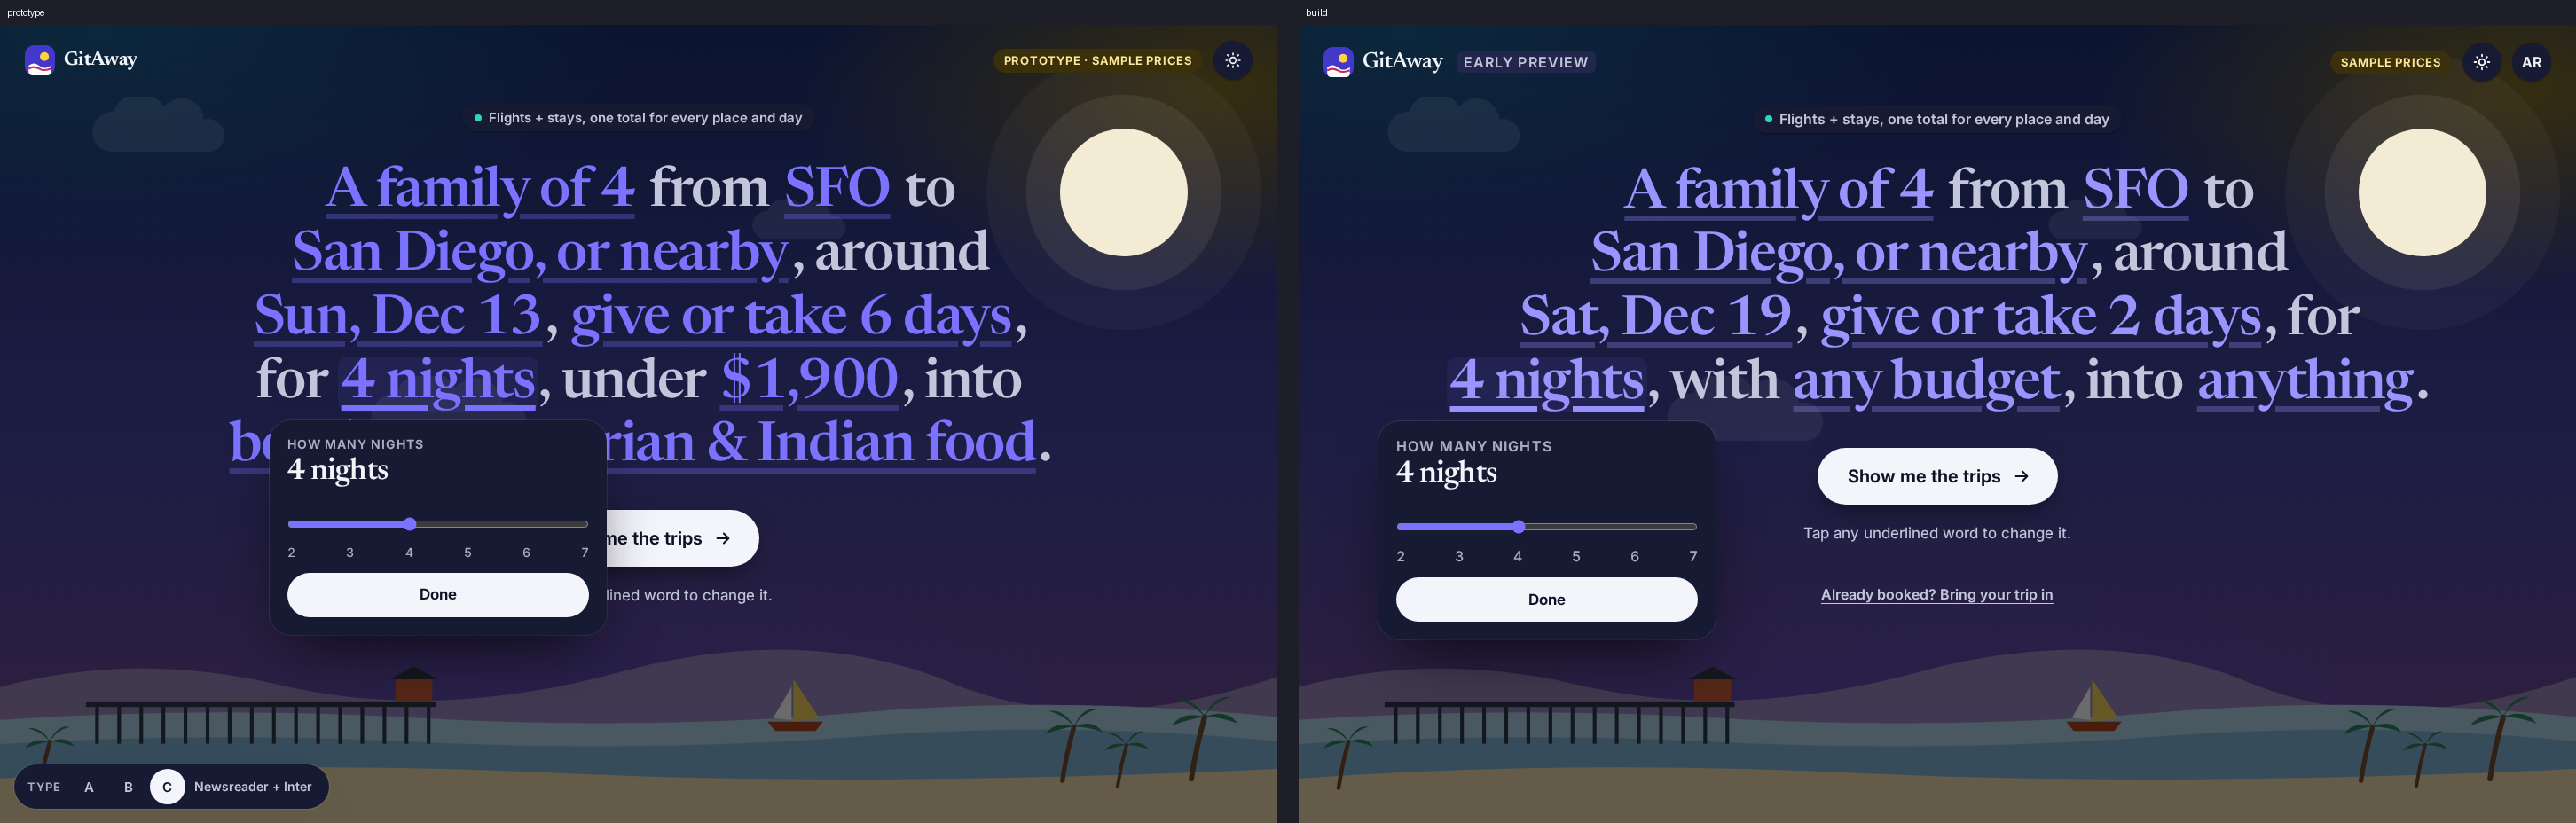 prototype
GitAway
PROTOTYPE · SAMPLE PRICES
Flights + stays, one total for every place and day
A family of 4 from SFO to
San Diego, or nearby, around
Sun, Dec 13, give or take 6 days,
for 4 nights, under $1,900, into
& Indian food.
HOW MANY NIGHTS
4 nights
2 3 4 5 6 7
Done
me the trips →
word to change it.
TYPE A B C Newsreader + Inter
build
GitAway EARLY PREVIEW
SAMPLE PRICES AR
Flights + stays, one total for every place and day
A family of 4 from SFO to
San Diego, or nearby, around
Sat, Dec 19, give or take 2 days, for
4 nights, with any budget, into anything.
HOW MANY NIGHTS
4 nights
2 3 4 5 6 7
Done
Show me the trips →
Tap any underlined word to change it.
Already booked? Bring your trip in